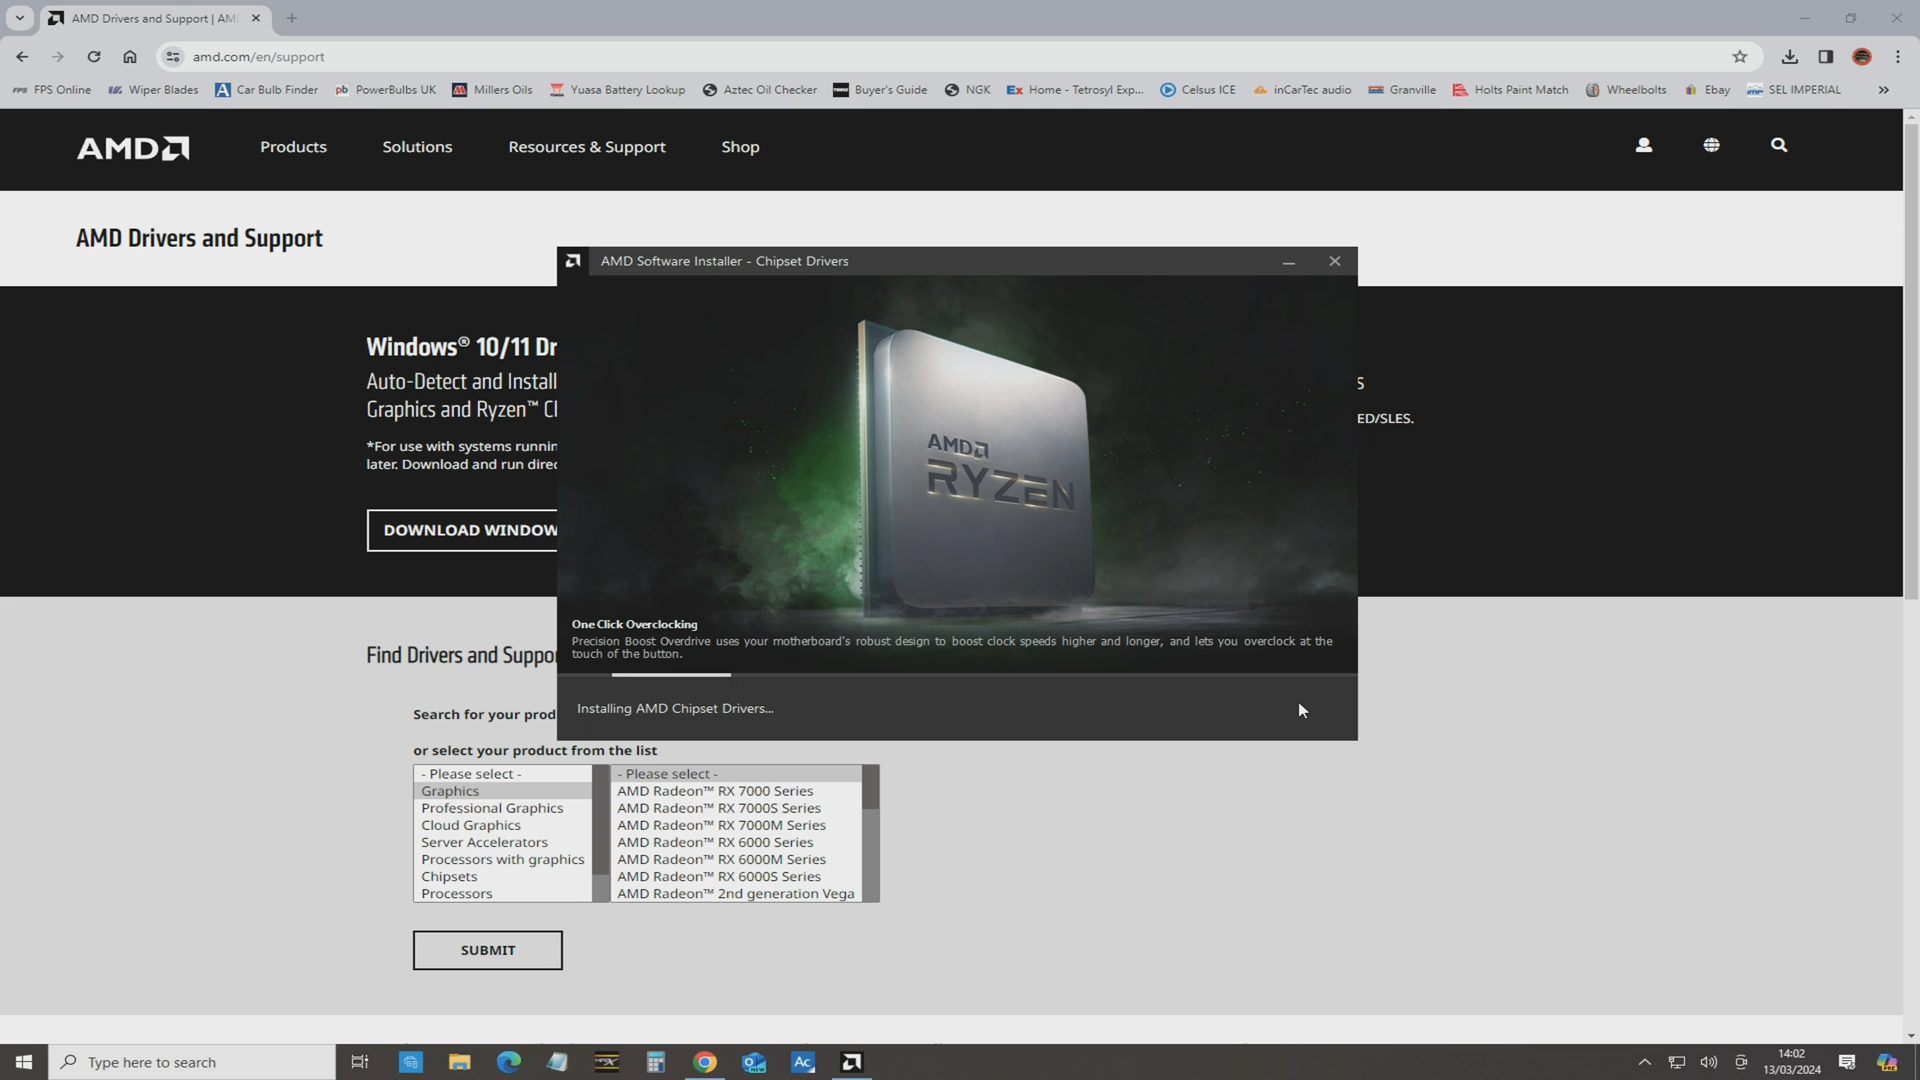 AMD Drivers and Support | AM
amd.com/en/support
FPS FPS Online
Wiper Blades
Car Bulb Finder
pb PowerBulbs UK
Millers Oils
Yuasa Battery Lookup
Aztec Oil Checker
Buyer's Guide
NGK
Ex Home - Tetrosyl Exp...
Celsus ICE
inCarTec audio
Granville
Holts Paint Match
Wheelbolts
Ebay
SEL IMPERIAL
AMD
Products
Solutions
Resources & Support
Shop
AMD Drivers and Support
AMD Software Installer - Chipset Drivers
Windows® 10/11 Dr
Auto-Detect and Install
Graphics and Ryzen™ Cl
*For use with systems runnin
later. Download and run direc
DOWNLOAD WINDOW
S
ED/SLES.
AMD
RYZEN
One Click Overclocking
Precision Boost Overdrive uses your motherboard's robust design to boost clock speeds higher and longer, and lets you overclock at the
touch of the button.
Installing AMD Chipset Drivers...
Find Drivers and Suppo
Search for your prod
or select your product from the list
- Please select -
Graphics
Professional Graphics
Cloud Graphics
Server Accelerators
Processors with graphics
Chipsets
Processors
- Please select -
AMD Radeon™ RX 7000 Series
AMD Radeon™ RX 7000S Series
AMD Radeon™ RX 7000M Series
AMD Radeon™ RX 6000 Series
AMD Radeon™ RX 6000M Series
AMD Radeon™ RX 6000S Series
AMD Radeon™ 2nd generation Vega
SUBMIT
Type here to search
Ac
14:02
13/03/2024